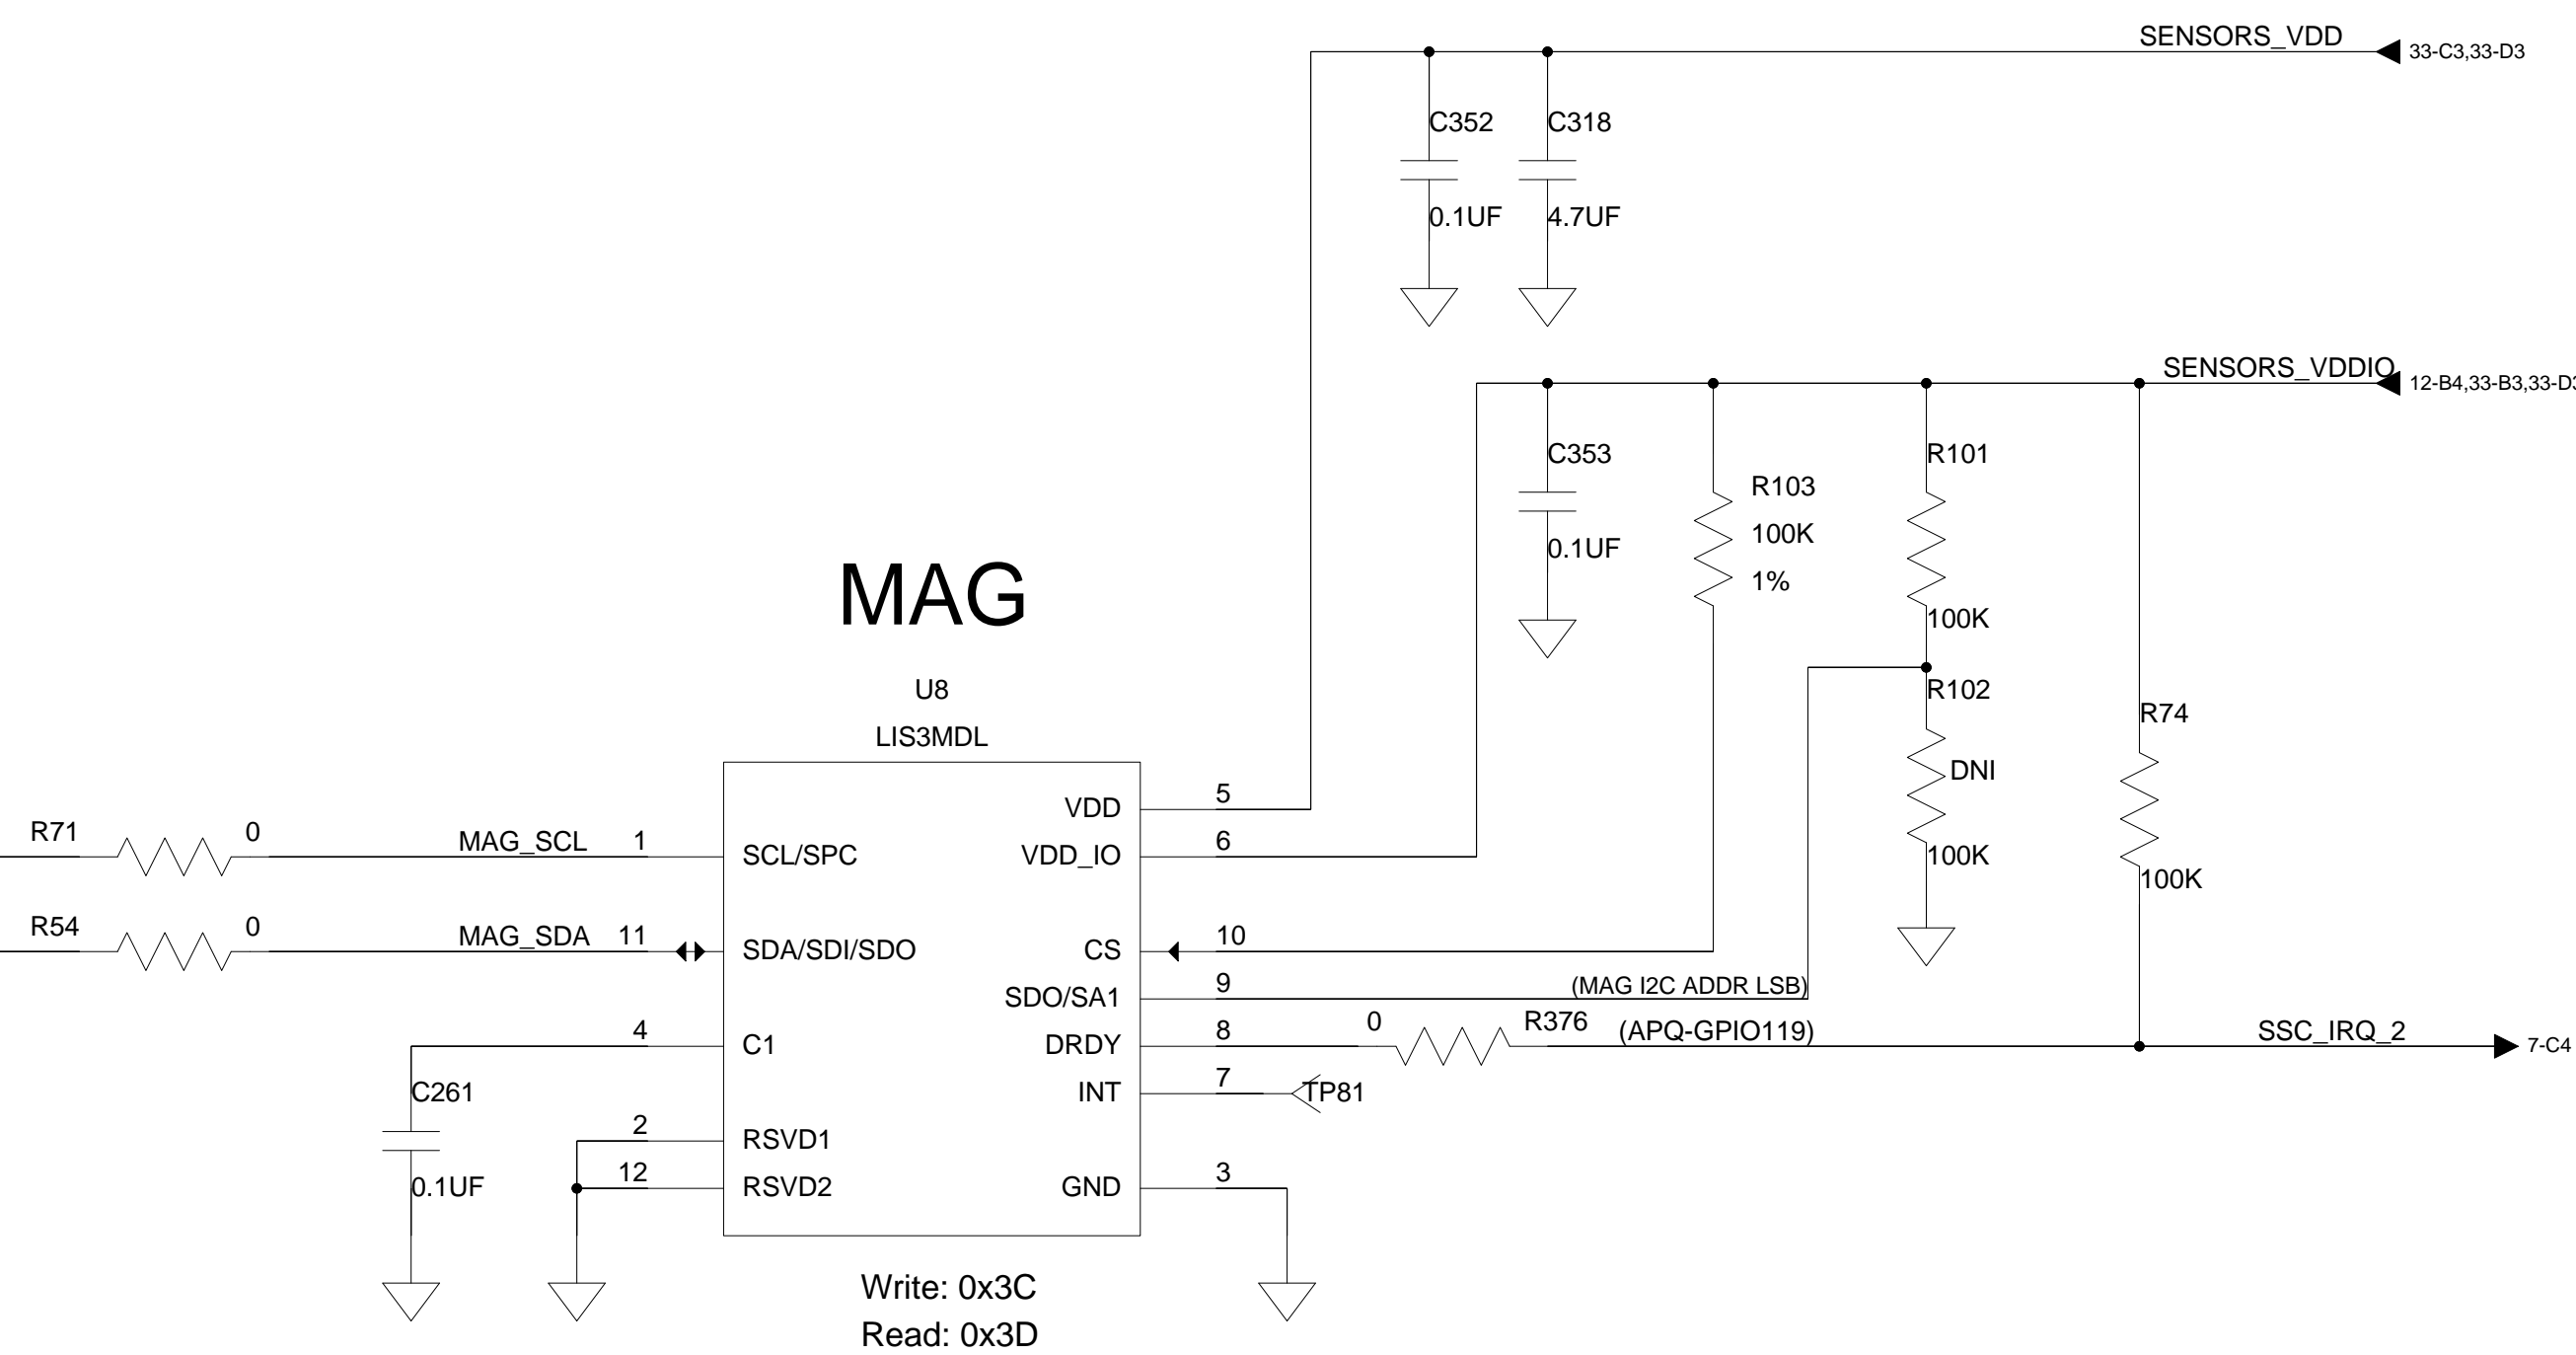 SENSORS_VDD
33-C3,33-D3
C352
C318
0.1UF
4.7UF
SENSORS_VDDIO
12-B4,33-B3,33-D3
C353
R101
R103
100K
0.1UF
1%
MAG
100K
U8
R102
R74
LIS3MDL
DNI
VDD
5
R71
0
MAG_SCL
1
SCL/SPC
VDD_IO
6
100K
100K
R54
0
MAG_SDA
11
SDA/SDI/SDO
CS
10
SDO/SA1
9
(MAG I2C ADDR LSB)
4
C1
DRDY
8
0
R376
(APQ-GPIO119)
SSC_IRQ_2
7-C4
C261
INT
7
TP81
2
RSVD1
0.1UF
12
RSVD2
GND
3
Write: 0x3C
Read: 0x3D